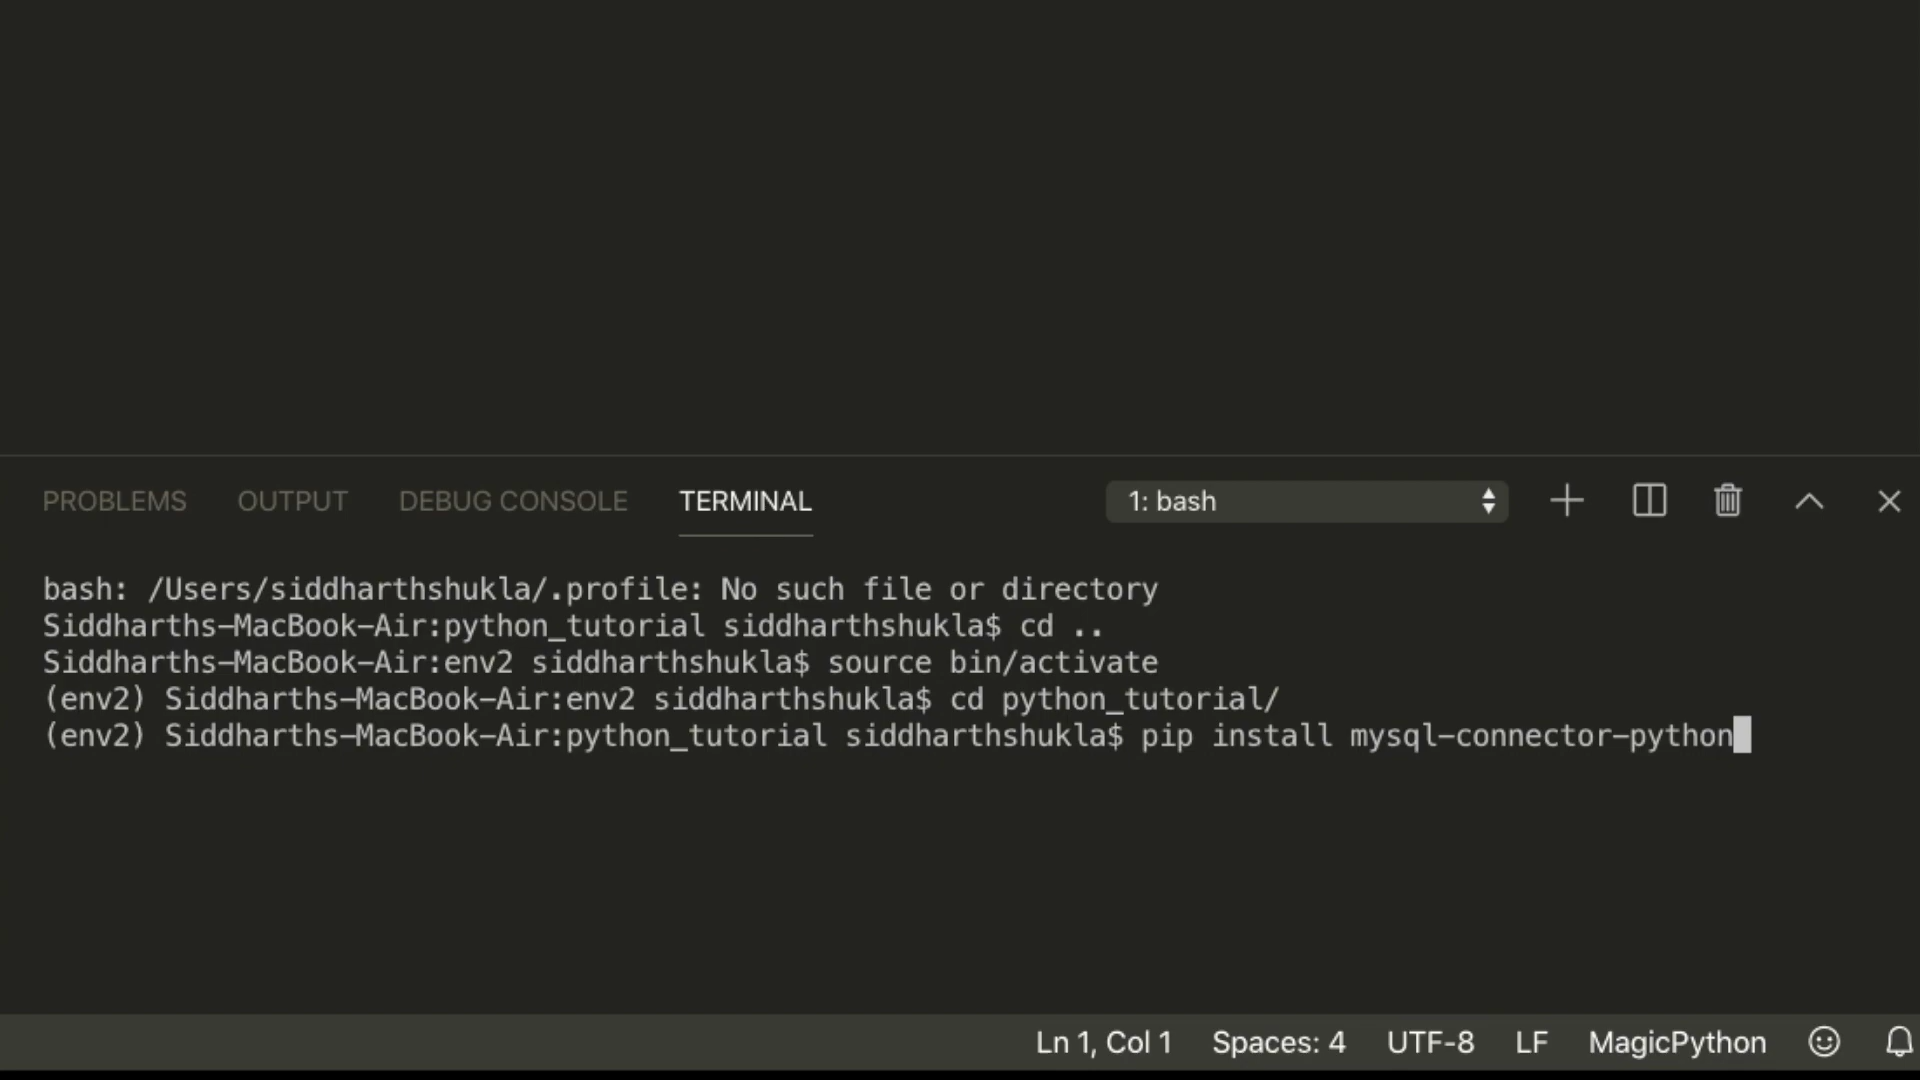 PROBLEMS OUTPUT DEBUG CONSOLE TERMINAL 1: bash
bash: /Users/siddharthshukla/.profile: No such file or directory
Siddharths-MacBook-Air:python_tutorial siddharthshukla$ cd ..
Siddharths-MacBook-Air:env2 siddharthshukla$ source bin/activate
(env2) Siddharths-MacBook-Air:env2 siddharthshukla$ cd python_tutorial/
(env2) Siddharths-MacBook-Air:python_tutorial siddharthshukla$ pip install mysql-connector-python
Ln 1, Col 1 Spaces: 4 UTF-8 LF MagicPython